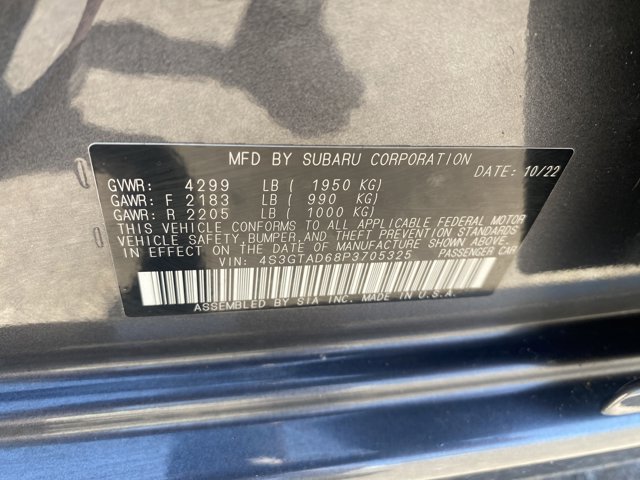 MFD BY SUBARU CORPORATION DATE: 10/22
GVWR: 4299 LB ( 1950 KG)
GAWR: F 2183 LB ( 990 KG)
GAWR: R 2205 LB ( 1000 KG)
THIS VEHICLE CONFORMS TO ALL APPLICABLE FEDERAL MOTOR
VEHICLE SAFETY, BUMPER, AND THEFT PREVENTION STANDARDS
IN EFFECT ON THE DATE OF MANUFACTURE SHOWN ABOVE.
VIN: 4S3GTAD68P3705325 PASSENGER CAR
ASSEMBLED BY SIA INC. MADE IN U.S.A.